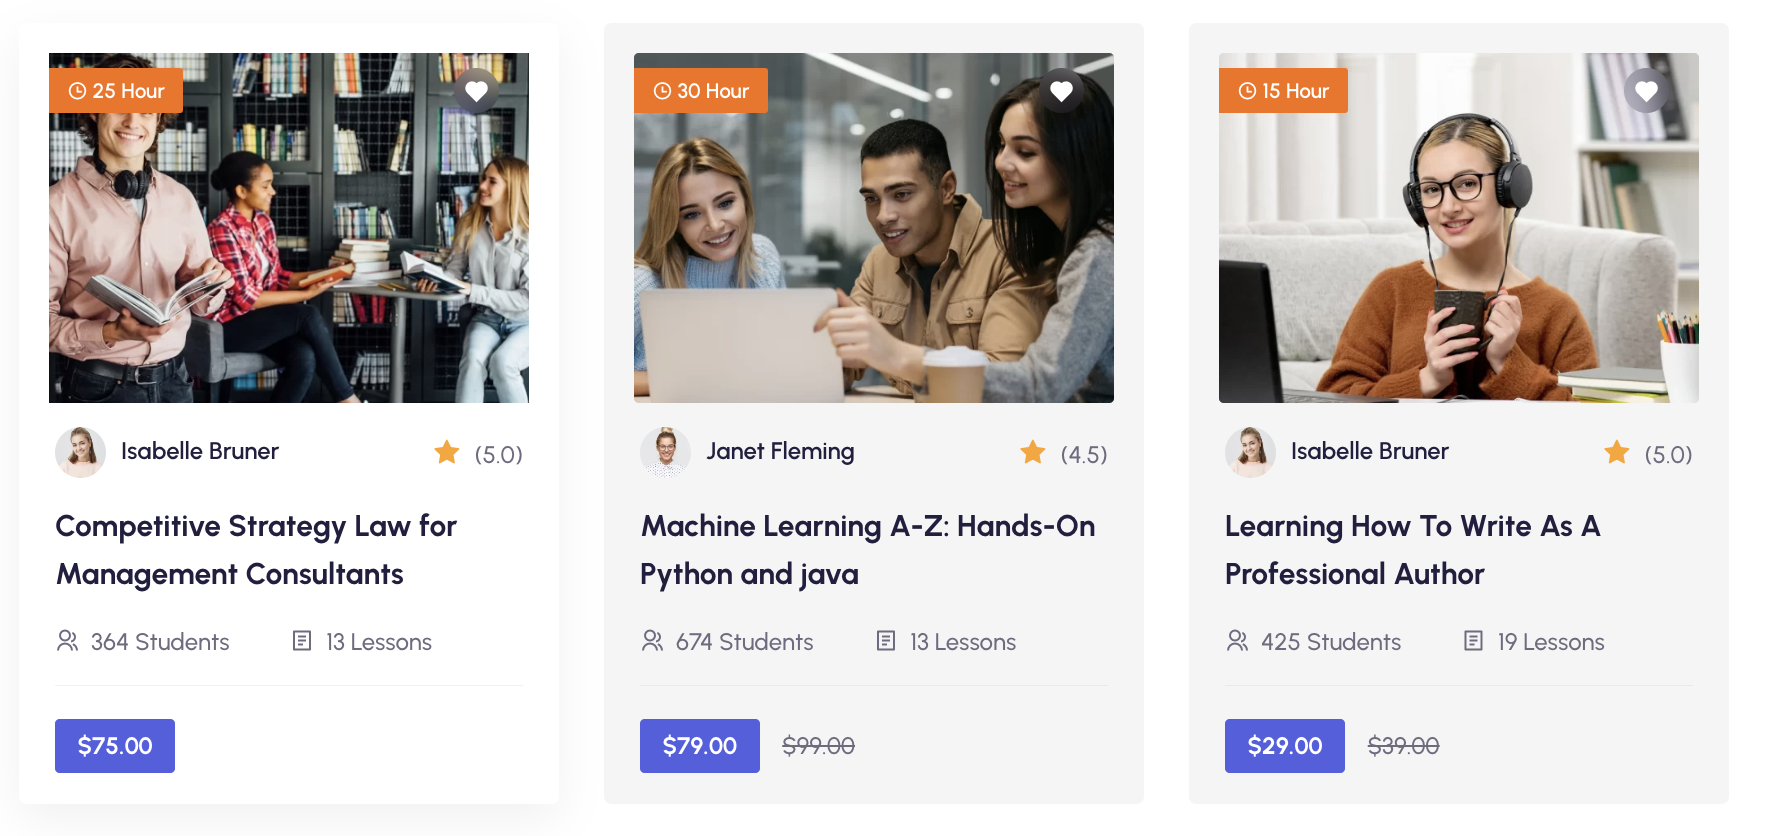 25 Hour
Isabelle Bruner
(5.0)
Competitive Strategy Law for
Management Consultants
364 Students
13 Lessons
$75.00
30 Hour
Janet Fleming
(4.5)
Machine Learning A-Z: Hands-On
Python and java
674 Students
13 Lessons
$79.00
$99.00
15 Hour
Isabelle Bruner
(5.0)
Learning How To Write As A
Professional Author
425 Students
19 Lessons
$29.00
$39.00